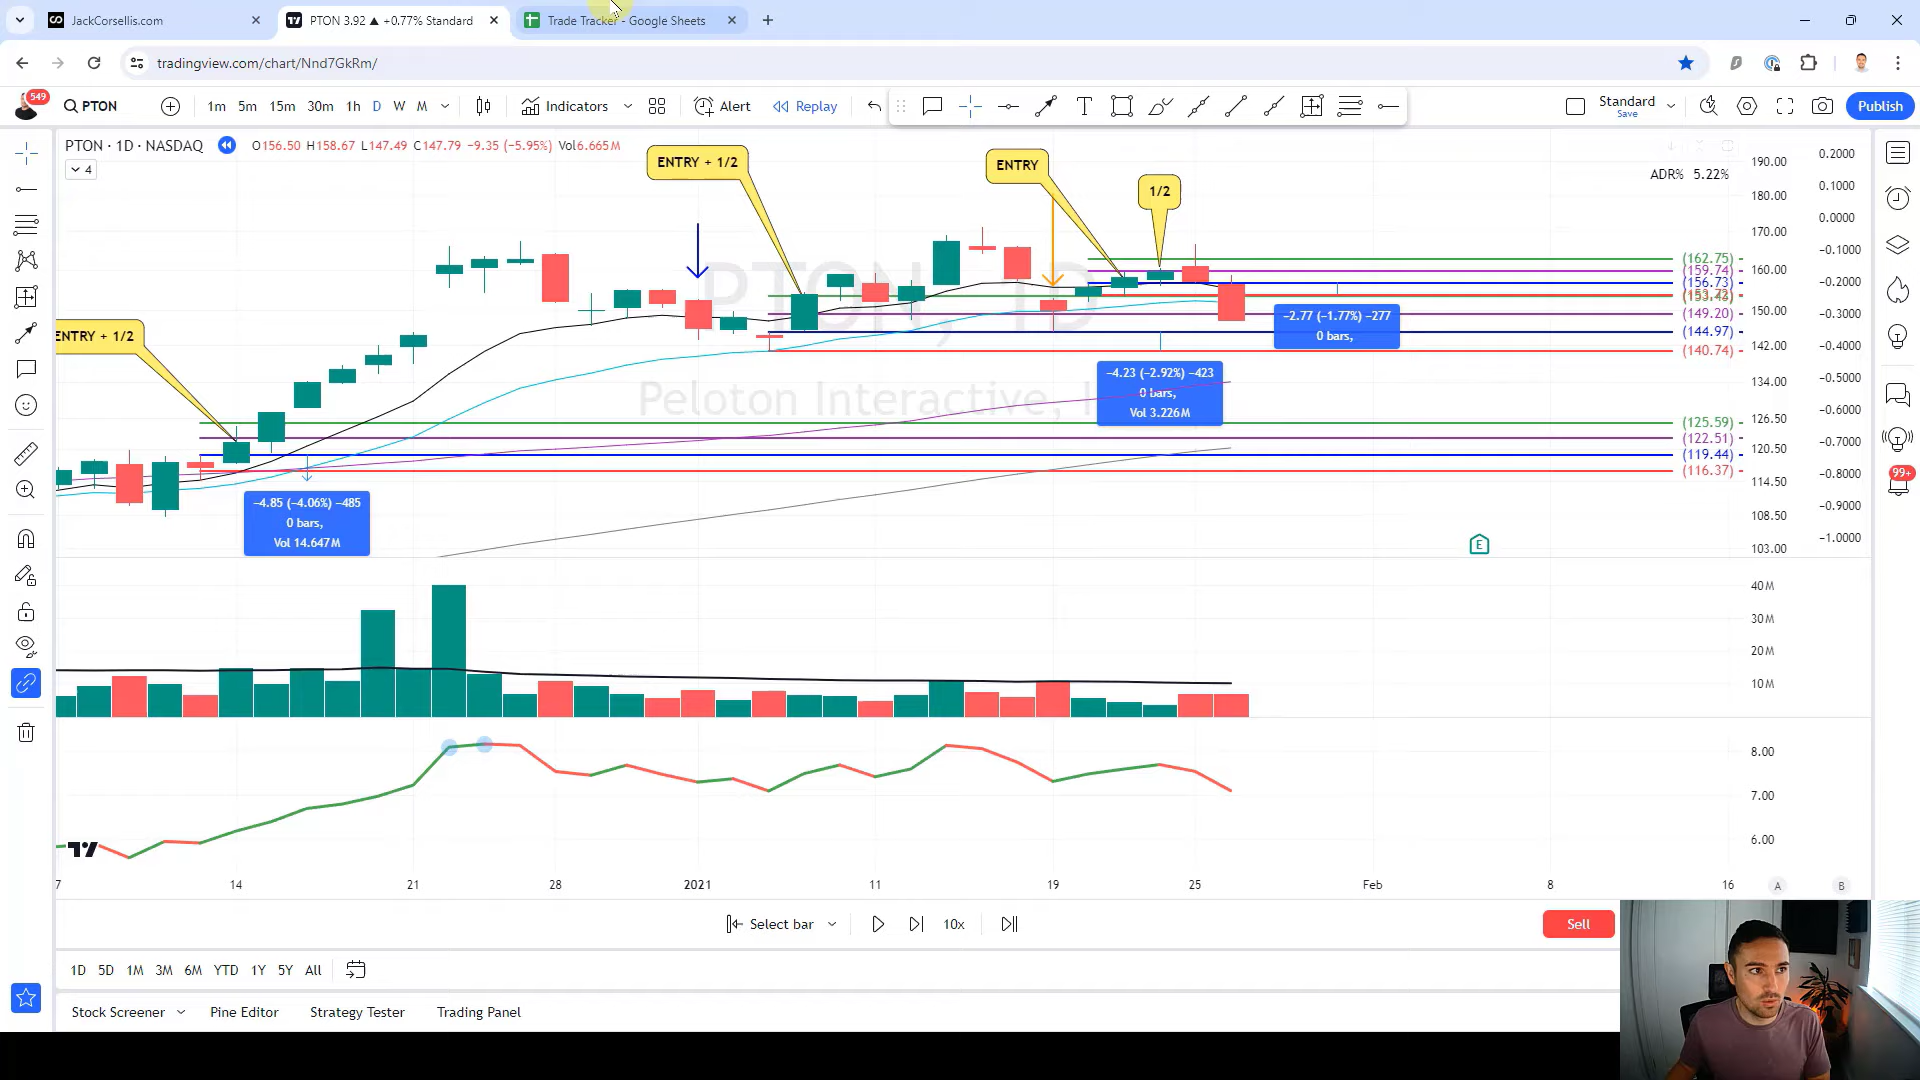 JackCorsellis.com
PTON 3.92 ▲ +0.77% Standard
Trade Tracker - Google Sheets
tradingview.com/chart/Nnd7GkRm/
549
PTON
1m 5m 15m 30m 1h D W M
Indicators
Alert
Replay
Standard
Save
Publish
PTON · 1D · NASDAQ
O156.50 H158.67 L147.49 C147.79 −9.35 (−5.95%) Vol6.665M
4
ADR% 5.22%
ENTRY + 1/2
ENTRY
1/2
ENTRY + 1/2
PTON, 1D
Peloton Interactive, I
−2.77 (−1.77%) −277
0 bars,
−4.23 (−2.92%) −423
0 bars,
Vol 3.226M
−4.85 (−4.06%) −485
0 bars,
Vol 14.647M
(162.75)
(159.74)
(156.73)
(153.43)
(149.20)
(144.97)
(140.74)
(125.59)
(122.51)
(119.44)
(116.37)
190.00
180.00
170.00
160.00
150.00
142.00
134.00
126.50
120.50
114.50
108.50
103.00
0.2000
0.1000
0.0000
−0.1000
−0.2000
−0.3000
−0.4000
−0.5000
−0.6000
−0.7000
−0.8000
−0.9000
−1.0000
99+
E
40M
30M
20M
10M
8.00
7.00
6.00
7 14 21 28 2021 11 19 25 Feb 8 16
A B
Select bar
10x
Sell
1D 5D 1M 3M 6M YTD 1Y 5Y All
Stock Screener
Pine Editor
Strategy Tester
Trading Panel